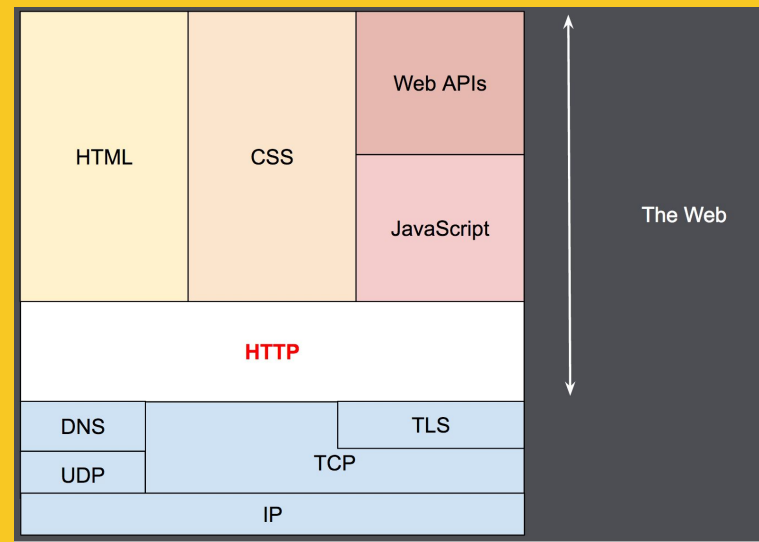 Web APIs
HTML
CSS
JavaScript
The Web
HTTP
DNS
TLS
UDP
TCP
IP